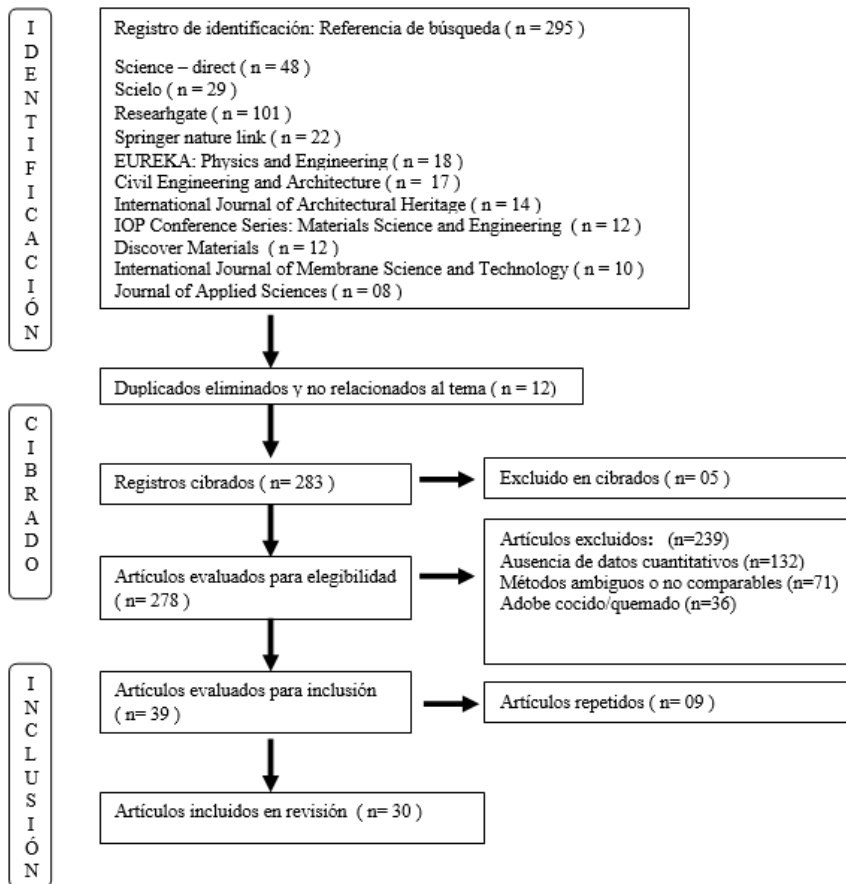 IDENTIFICACIÓN
Registro de identificación: Referencia de búsqueda ( n = 295 )
Science – direct ( n = 48 )
Scielo ( n = 29 )
Researhgate ( n = 101 )
Springer nature link ( n = 22 )
EUREKA: Physics and Engineering ( n = 18 )
Civil Engineering and Architecture ( n = 17 )
International Journal of Architectural Heritage ( n = 14 )
IOP Conference Series: Materials Science and Engineering ( n = 12 )
Discover Materials ( n = 12 )
International Journal of Membrane Science and Technology ( n = 10 )
Journal of Applied Sciences ( n = 08 )
Duplicados eliminados y no relacionados al tema ( n = 12)
CIBRADO
Registros cibrados ( n= 283 )
Excluido en cibrados ( n= 05 )
Artículos evaluados para elegibilidad
( n= 278 )
Artículos excluidos: (n=239)
Ausencia de datos cuantitativos (n=132)
Métodos ambiguos o no comparables (n=71)
Adobe cocido/quemado (n=36)
INCLUSIÓN
Artículos evaluados para inclusión
( n= 39 )
Artículos repetidos ( n= 09 )
Artículos incluidos en revisión ( n= 30 )